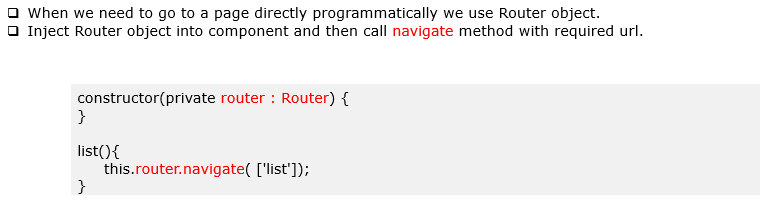 ❑ When we need to go to a page directly programmatically we use Router object.
❑ Inject Router object into component and then call navigate method with required url.
constructor(private router : Router) {
}
list(){
this.router.navigate( ['list']);
}